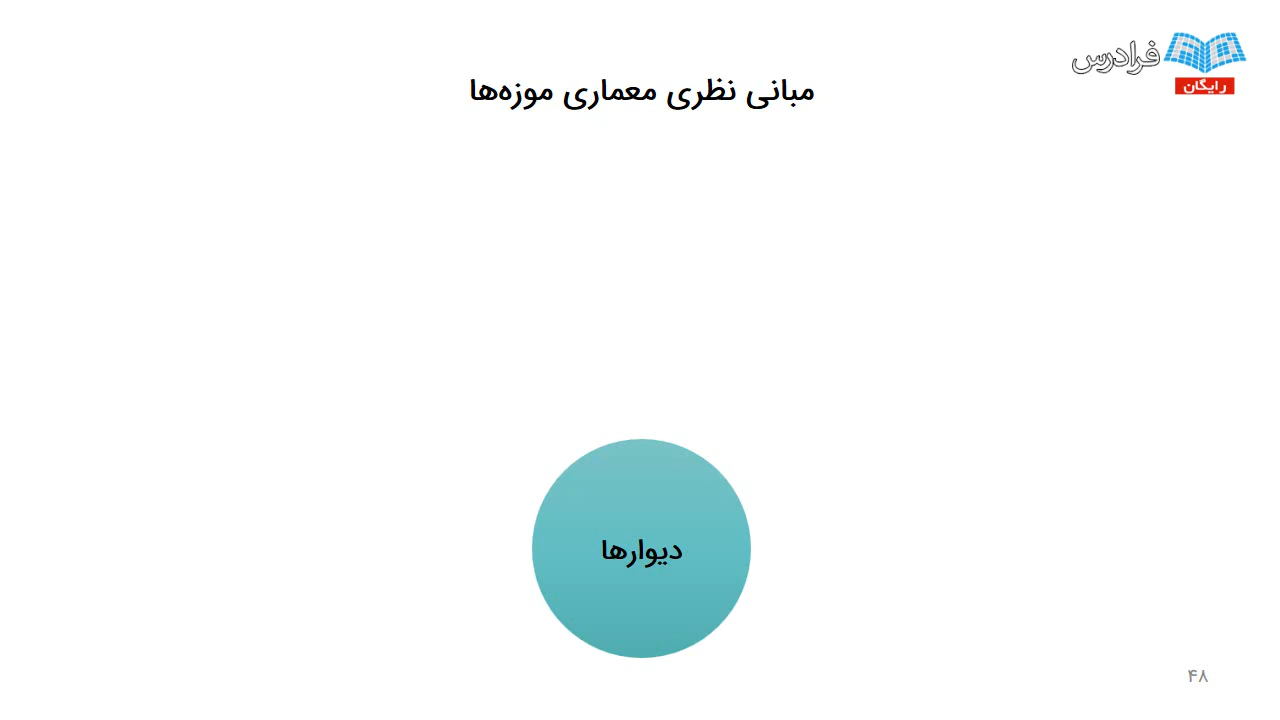 فرادرس
رایگان
مبانی نظری معماری موزه‌ها
دیوارها
۴۸